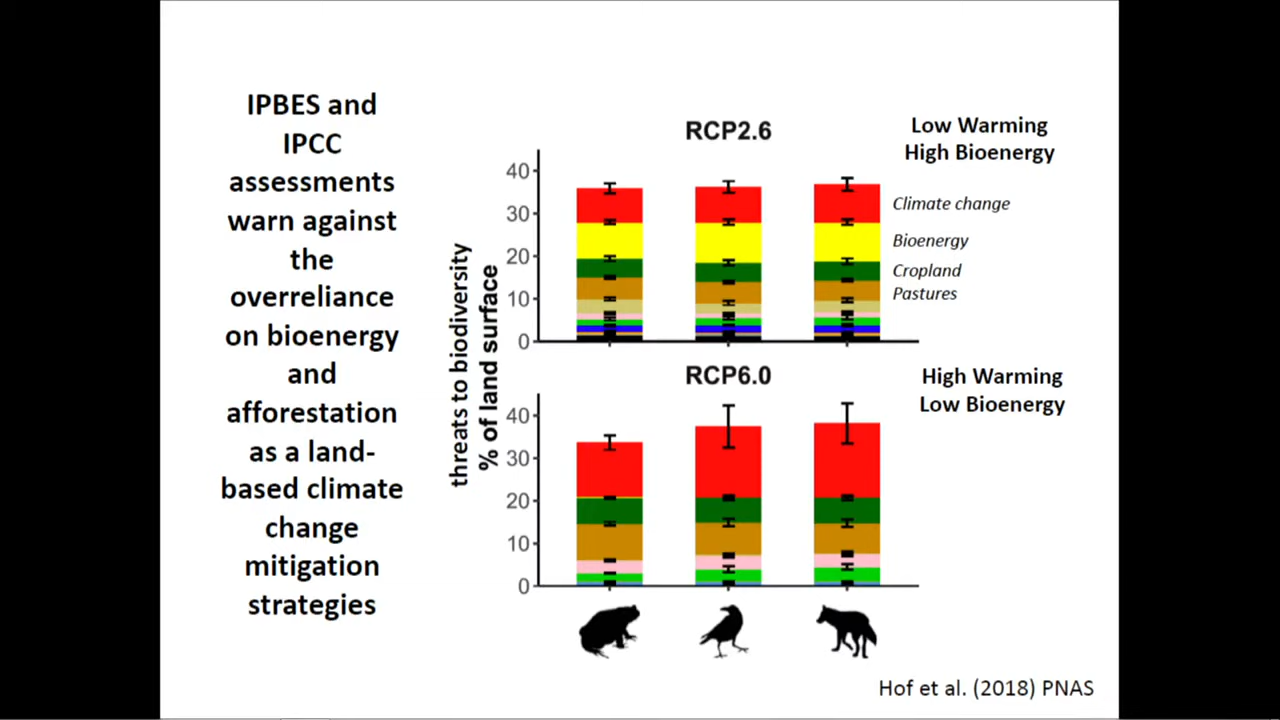 IPBES and
IPCC
assessments
warn against
the
overreliance
on bioenergy
and
afforestation
as a land-
based climate
change
mitigation
strategies
threats to biodiversity
% of land surface
RCP2.6
Low Warming
High Bioenergy
40
30
20
10
0
Climate change
Bioenergy
Cropland
Pastures
RCP6.0
High Warming
Low Bioenergy
40
30
20
10
0
Hof et al. (2018) PNAS